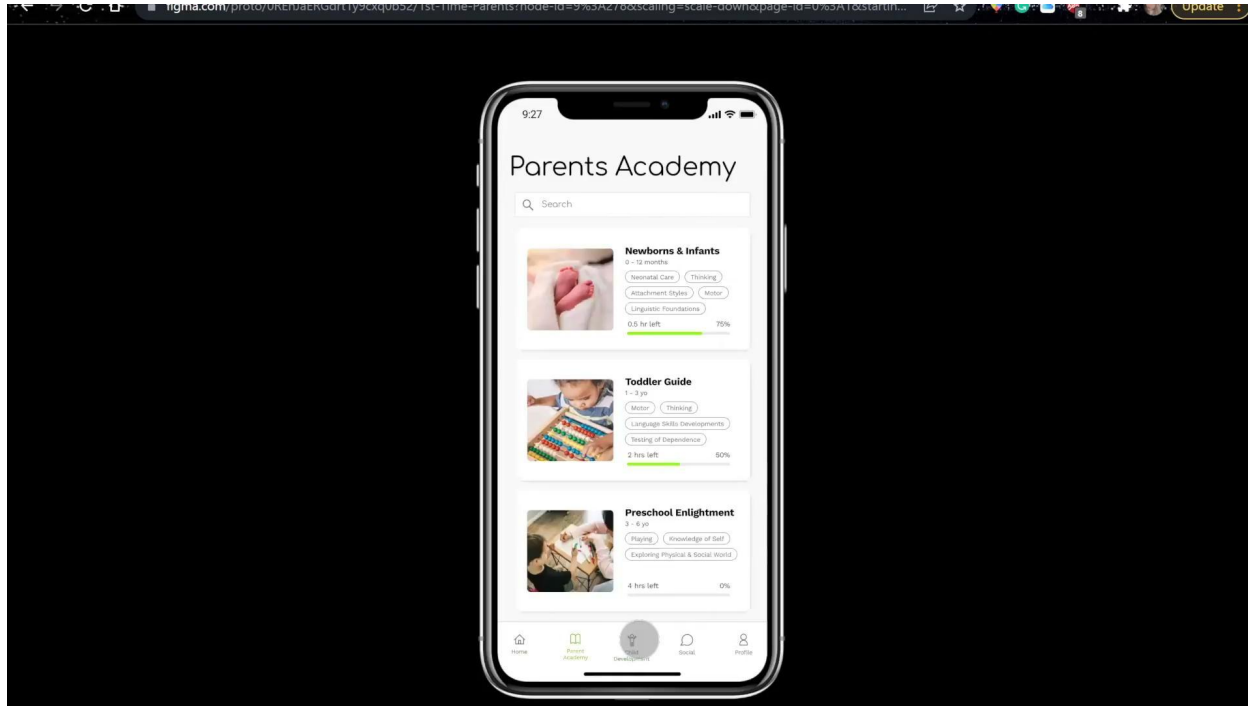 Update
9:27
Parents Academy
Search
Newborns & Infants
0 - 12 months
Neonatal Care Thinking
Attachment Styles Motor
Linguistic Foundations
0.5 hr left 75%
Toddler Guide
1 - 3 yo
Motor Thinking
Language Skills Developments
Testing of Dependence
2 hrs left 50%
Preschool Enlightment
3 - 6 yo
Playing Knowledge of Self
Exploring Physical & Social World
4 hrs left 0%
Home Parent Academy Child Development Social Profile